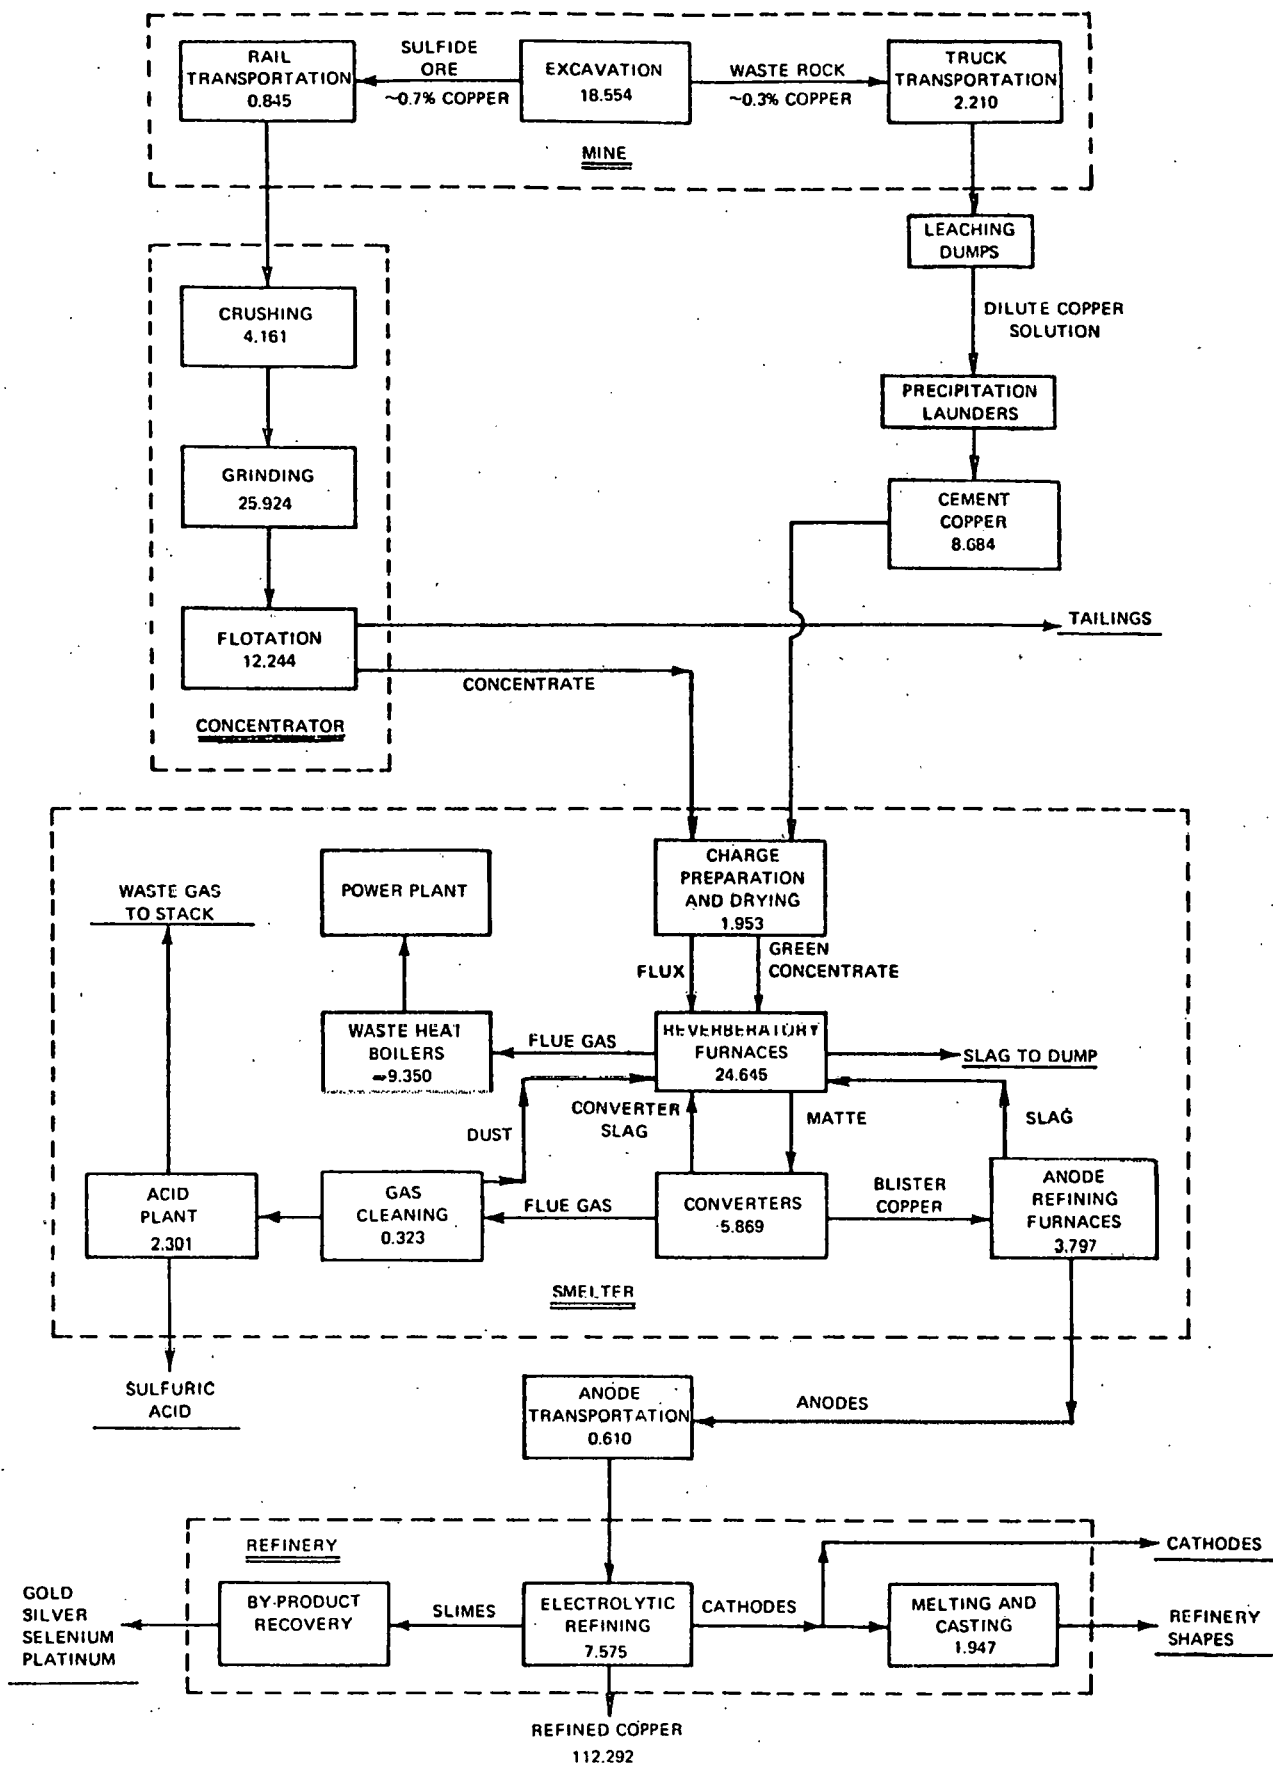 RAIL
TRANSPORTATION
0.845
SULFIDE
ORE
~0.7% COPPER
EXCAVATION
18.554
WASTE ROCK
~0.3% COPPER
TRUCK
TRANSPORTATION
2.210
MINE
LEACHING
DUMPS
DILUTE COPPER
SOLUTION
CRUSHING
4.161
PRECIPITATION
LAUNDERS
GRINDING
25.924
CEMENT
COPPER
8.684
FLOTATION
12.244
TAILINGS
CONCENTRATE
CONCENTRATOR
CHARGE
PREPARATION
AND DRYING
1.953
POWER PLANT
WASTE GAS
TO STACK
FLUX
GREEN
CONCENTRATE
WASTE HEAT
BOILERS
-9.350
FLUE GAS
REVERBERATORY
FURNACES
24.645
SLAG TO DUMP
DUST
CONVERTER
SLAG
MATTE
SLAG
ACID
PLANT
2.301
GAS
CLEANING
0.323
FLUE GAS
CONVERTERS
5.869
BLISTER
COPPER
ANODE
REFINING
FURNACES
3.797
SMELTER
SULFURIC
ACID
ANODE
TRANSPORTATION
0.610
ANODES
REFINERY
CATHODES
GOLD
SILVER
SELENIUM
PLATINUM
BY-PRODUCT
RECOVERY
SLIMES
ELECTROLYTIC
REFINING
7.575
CATHODES
MELTING AND
CASTING
1.947
REFINERY
SHAPES
REFINED COPPER
112.292